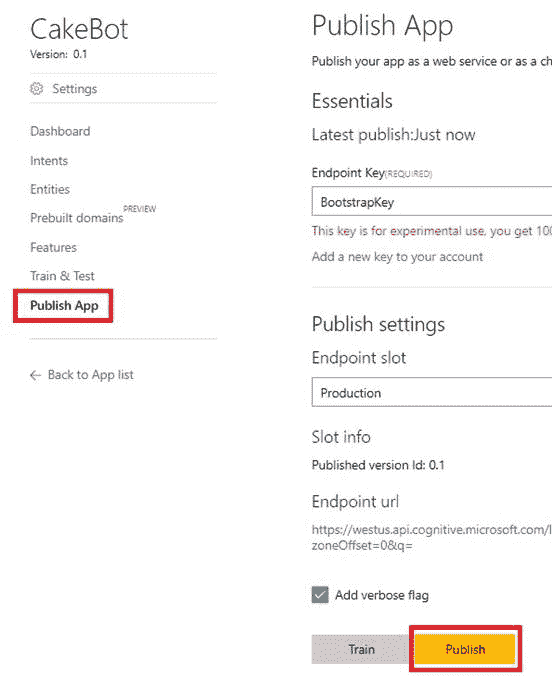 CakeBot
Version: 0.1
Settings
Dashboard
Intents
Entities
Prebuilt domains PREVIEW
Features
Train & Test
Publish App
Back to App list
Publish App
Publish your app as a web service or as a ch
Essentials
Latest publish:Just now
Endpoint Key(REQUIRED)
BootstrapKey
This key is for experimental use, you get 100
Add a new key to your account
Publish settings
Endpoint slot
Production
Slot info
Published version Id: 0.1
Endpoint url
https://westus.api.cognitive.microsoft.com/l
zoneOffset=0&q=
Add verbose flag
Train
Publish